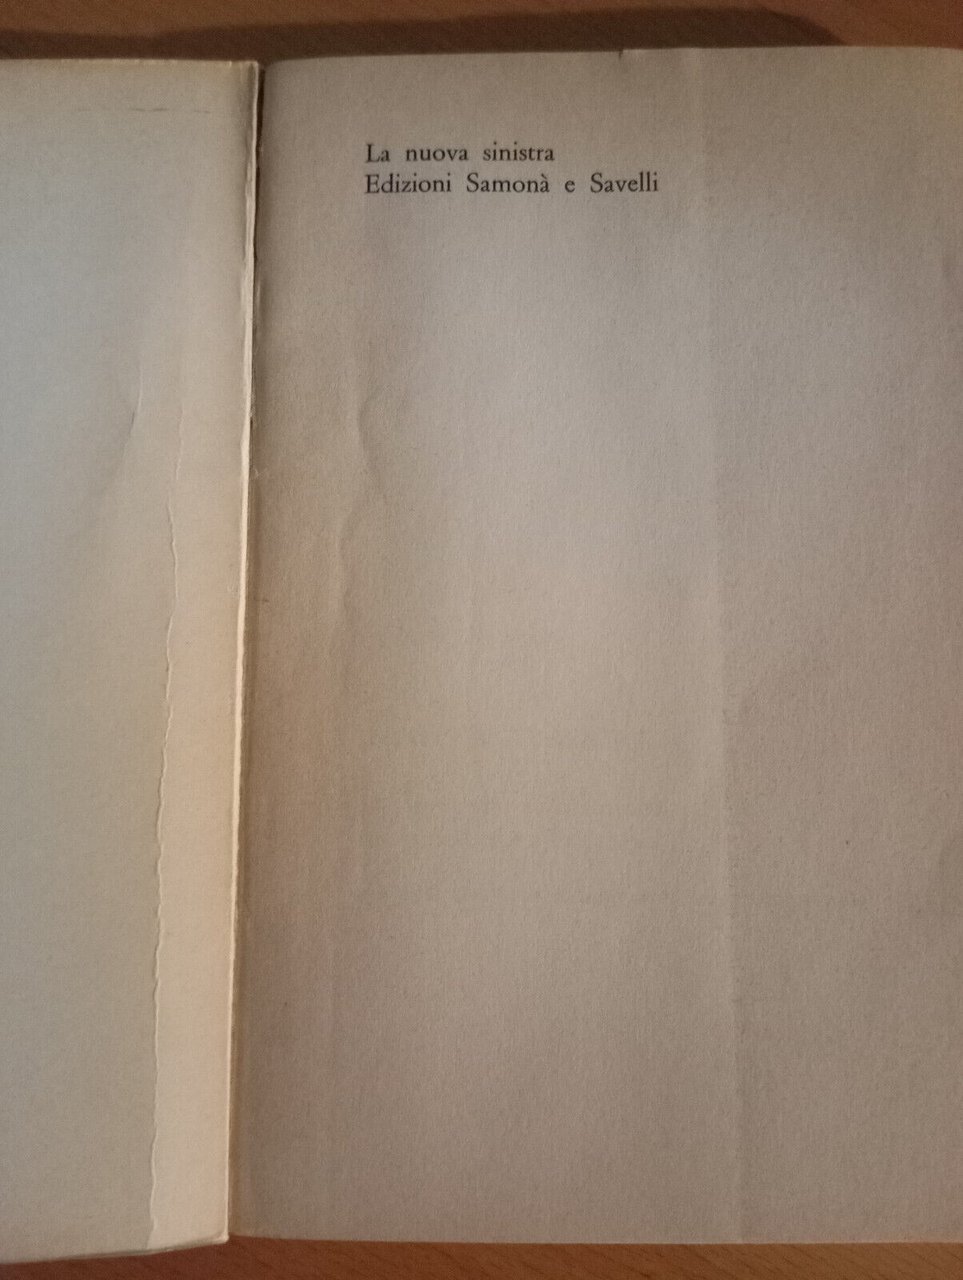 La nuova sinistra
Edizioni Samonà e Savelli